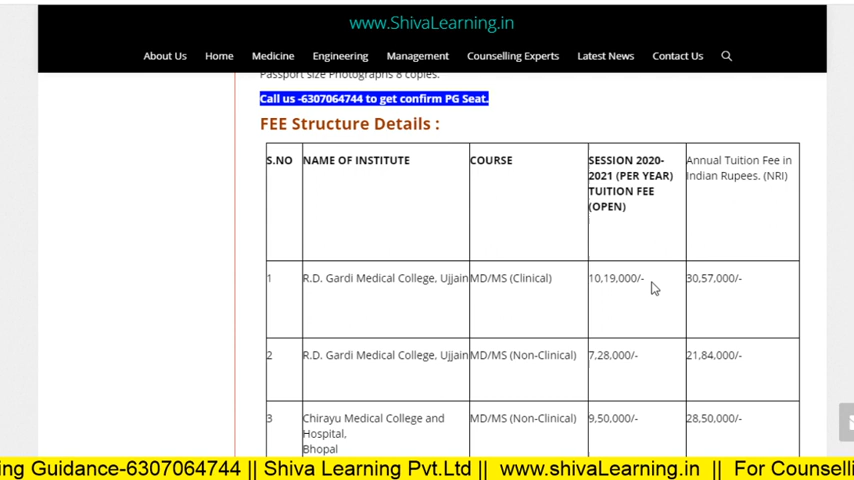 www.ShivaLearning.in
About Us Home Medicine Engineering Management Counselling Experts Latest News Contact Us
Passport size Photographs 8 copies.
Call us -6307064744 to get confirm PG Seat.
FEE Structure Details :
S.NO NAME OF INSTITUTE COURSE SESSION 2020- Annual Tuition Fee in
2021 (PER YEAR) Indian Rupees. (NRI)
TUITION FEE
(OPEN)
1 R.D. Gardi Medical College, Ujjain MD/MS (Clinical) 10,19,000/- 30,57,000/-
2 R.D. Gardi Medical College, Ujjain MD/MS (Non-Clinical) 7,28,000/- 21,84,000/-
3 Chirayu Medical College and MD/MS (Non-Clinical) 9,50,000/- 28,50,000/-
Hospital,
Bhopal
ing Guidance-6307064744 || Shiva Learning Pvt.Ltd || www.shivaLearning.in || For Counselli